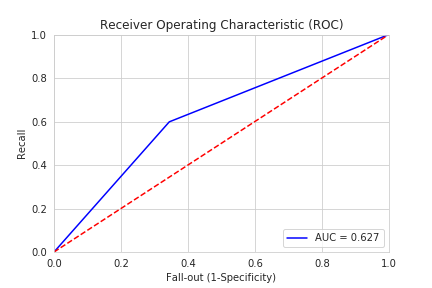 Receiver Operating Characteristic (ROC)
1.0
0.8
0.6
0.4
0.2
0.0
Recall
AUC = 0.627
0.0 0.2 0.4 0.6 0.8 1.0
Fall-out (1-Specificity)